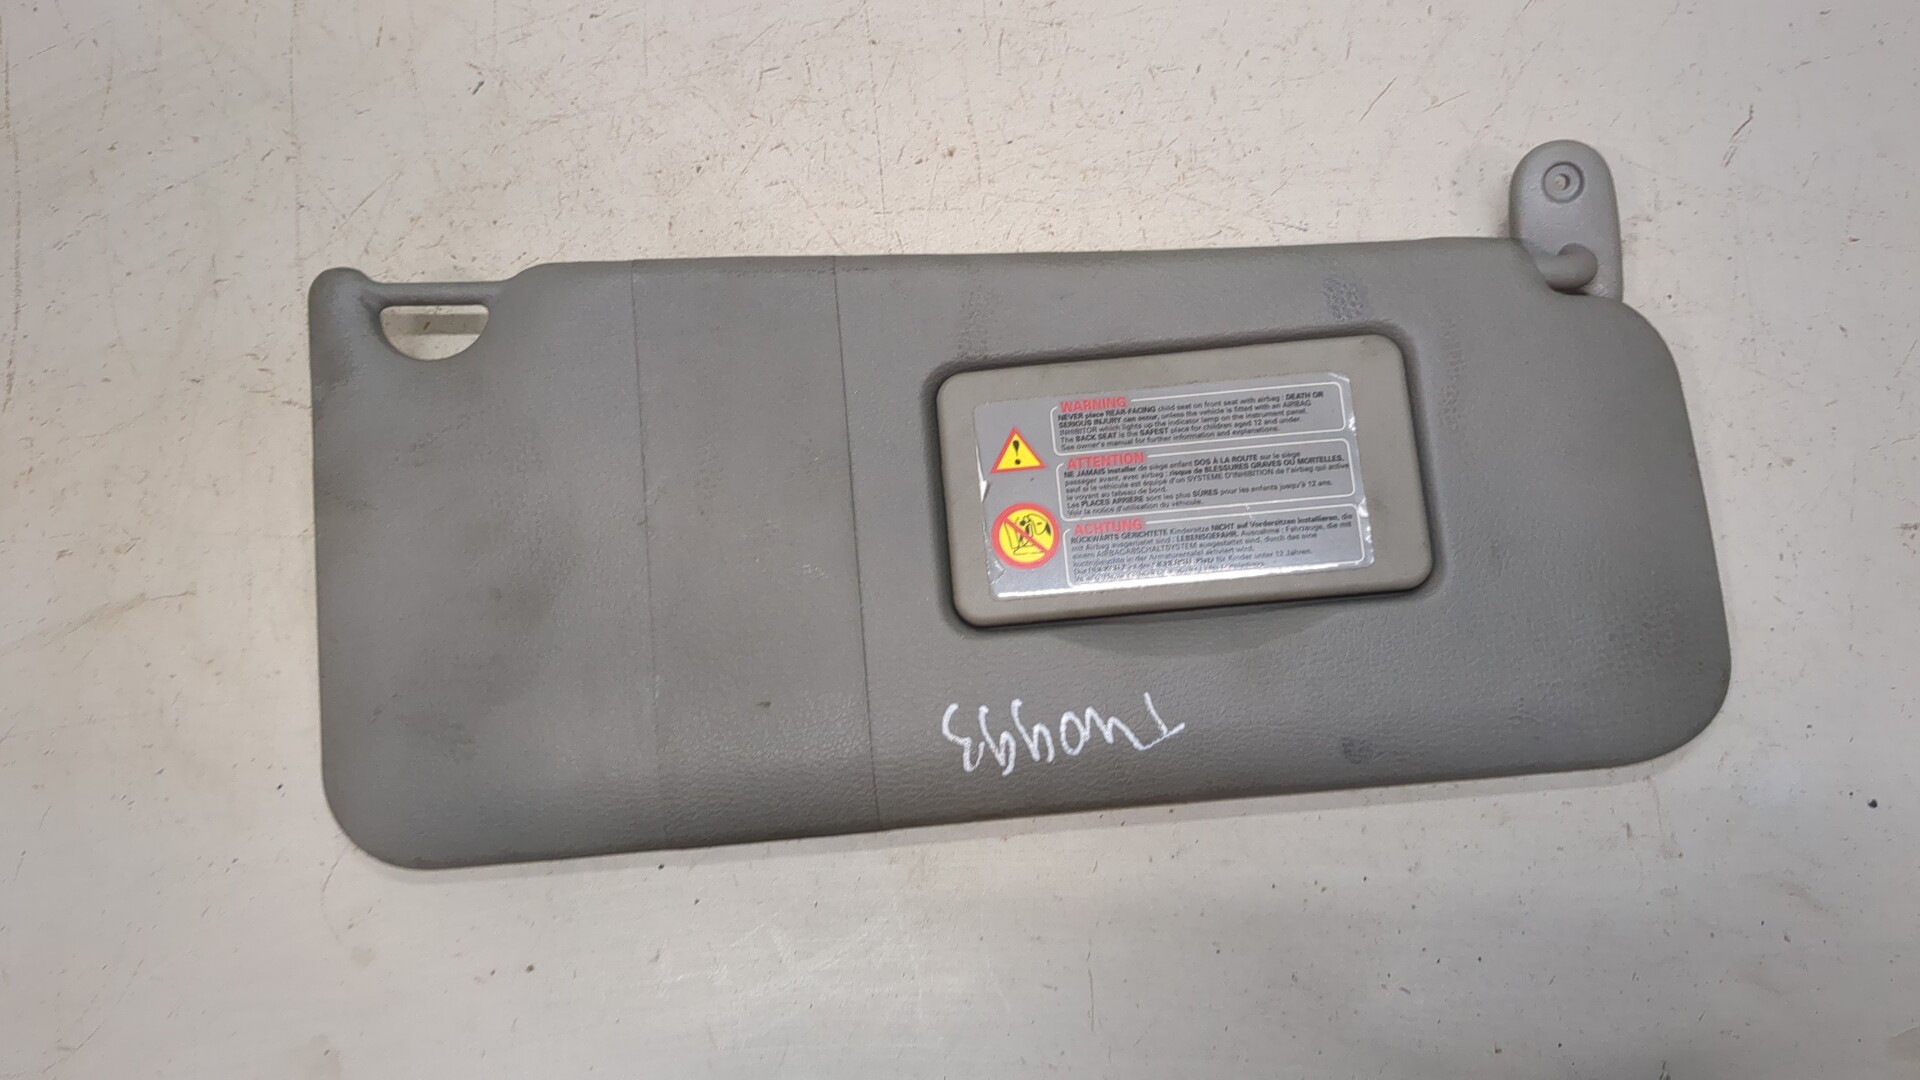 WARNING
NEVER place REAR-FACING child seat on front seat with airbag : DEATH OR
SERIOUS INJURY can occur, unless the vehicle is fitted with an AIRBAG
INHIBITOR which lights up the indicator lamp on the instrument panel.
The BACK SEAT is the SAFEST place for children aged 12 and under.
See owner's manual for further information and explanations.
ATTENTION
NE JAMAIS installer de siège enfant DOS À LA ROUTE sur le siège
passager avant, avec airbag : risque de BLESSURES GRAVES OU MORTELLES,
sauf si le véhicule est équipé d'un SYSTEME D'INHIBITION de l'airbag qui active
le voyant au tableau de bord.
Les PLACES ARRIÈRE sont les plus SÛRES pour les enfants jusqu'à 12 ans.
Voir la notice d'utilisation du véhicule.
ACHTUNG
RÜCKWÄRTS GERICHTETE Kindersitze NICHT auf Vordersitzen installieren, die
mit Airbag ausgerüstet sind : LEBENSGEFAHR. Ausnahme : Fahrzeuge, die mit
einem AIRBAGABSCHALTSYSTEM ausgestattet sind, durch das eine
Kontrolleuchte in der Armaturentafel aktiviert wird.
Platz für Kinder unter 12 Jahren.